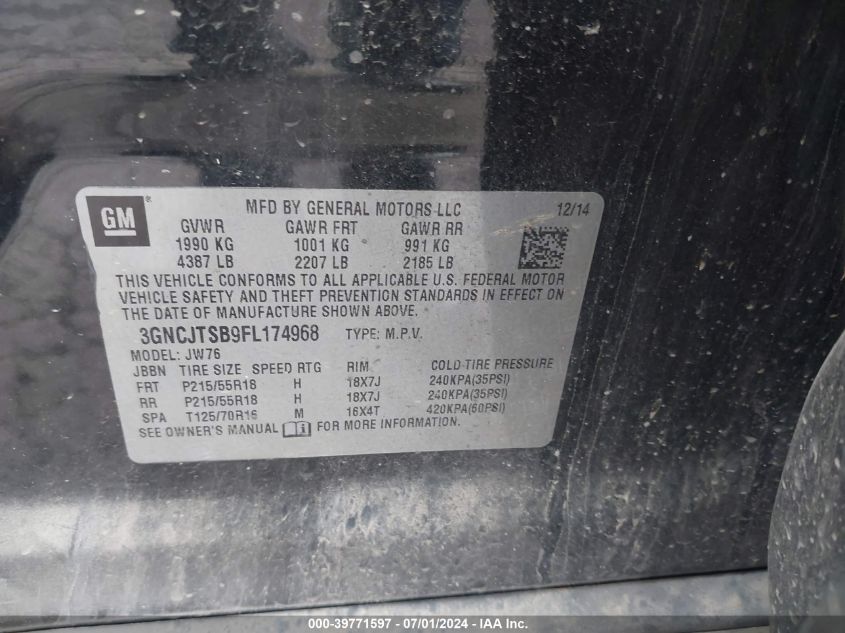 GM ®
MFD BY GENERAL MOTORS LLC 12/14
GVWR GAWR FRT GAWR RR
1990 KG 1001 KG 991 KG
4387 LB 2207 LB 2185 LB
THIS VEHICLE CONFORMS TO ALL APPLICABLE U.S. FEDERAL MOTOR
VEHICLE SAFETY AND THEFT PREVENTION STANDARDS IN EFFECT ON
THE DATE OF MANUFACTURE SHOWN ABOVE.
3GNCJTSB9FL174968 TYPE: M.P.V.
MODEL: JW76
JBBN TIRE SIZE SPEED RTG RIM COLD TIRE PRESSURE
FRT P215/55R18 H 18X7J 240KPA(35PSI)
RR P215/55R18 H 18X7J 240KPA(35PSI)
SPA T125/70R16 M 16X4T 420KPA(60PSI)
SEE OWNER'S MANUAL FOR MORE INFORMATION.
000-39771597 - 07/01/2024 - IAA Inc.